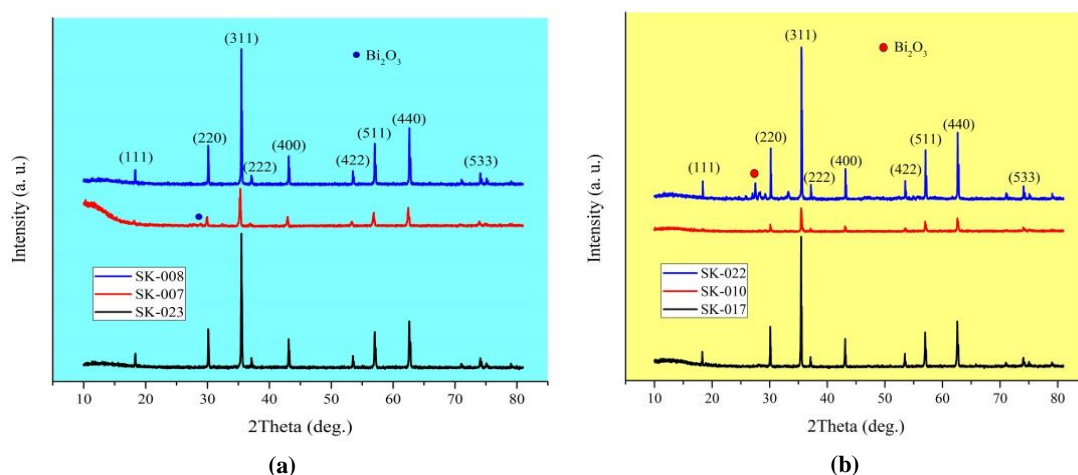 (311)
Bi₂O₃
(440)
(220)
(511)
(400)
(111)
(222)
(422)
(533)
SK-008
SK-007
SK-023
Intensity (a. u.)
10 20 30 40 50 60 70 80
2Theta (deg.)
(a)
(311)
Bi₂O₃
(440)
(220)
(511)
(400)
(111)
(222)
(422)
(533)
SK-022
SK-010
SK-017
Intensity (a. u.)
10 20 30 40 50 60 70 80
2Theta (deg.)
(b)